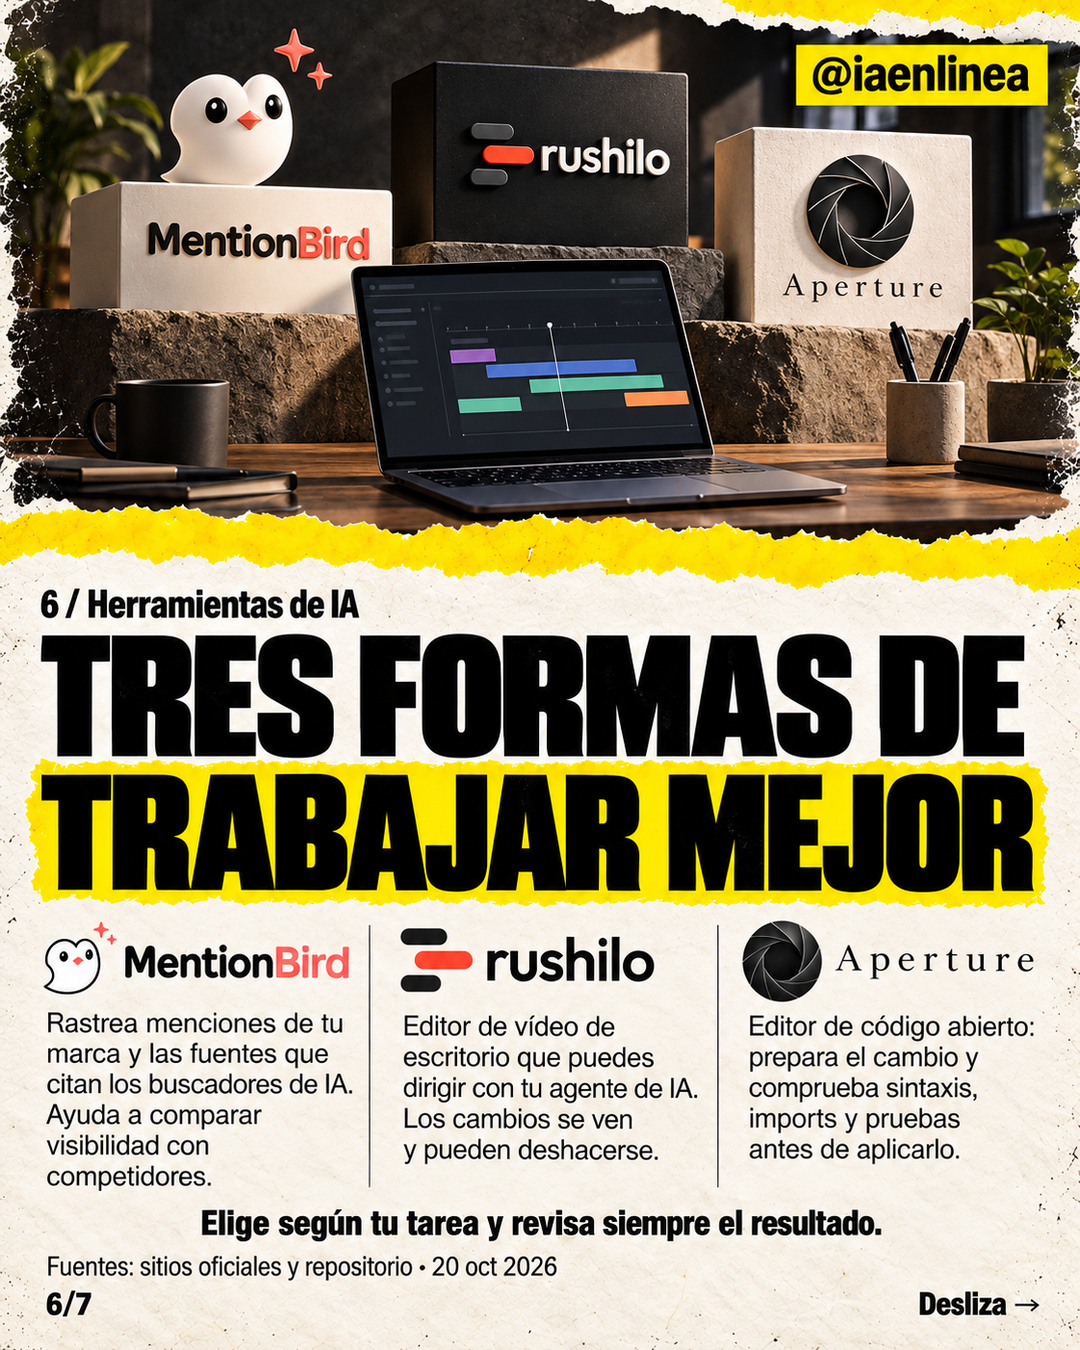 @iaenlinea
MentionBird
rushilo
Aperture
6 / Herramientas de IA
TRES FORMAS DE
TRABAJAR MEJOR
MentionBird
Rastrea menciones de tu
marca y las fuentes que
citan los buscadores de IA.
Ayuda a comparar
visibilidad con
competidores.
rushilo
Editor de vídeo de
escritorio que puedes
dirigir con tu agente de IA.
Los cambios se ven
y pueden deshacerse.
Aperture
Editor de código abierto:
prepara el cambio y
comprueba sintaxis,
imports y pruebas
antes de aplicarlo.
Elige según tu tarea y revisa siempre el resultado.
Fuentes: sitios oficiales y repositorio • 20 oct 2026
6/7
Desliza →